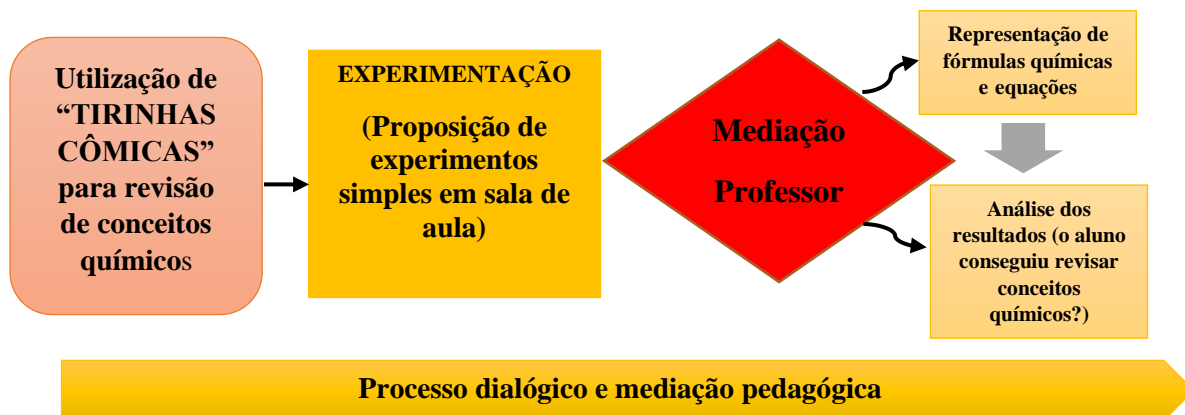 Utilização de
“TIRINHAS
CÔMICAS”
para revisão
de conceitos
químicos
EXPERIMENTAÇÃO
(Proposição de
experimentos
simples em sala de
aula)
Mediação
Professor
Representação de
fórmulas químicas
e equações
Análise dos
resultados (o aluno
conseguiu revisar
conceitos
químicos?)
Processo dialógico e mediação pedagógica